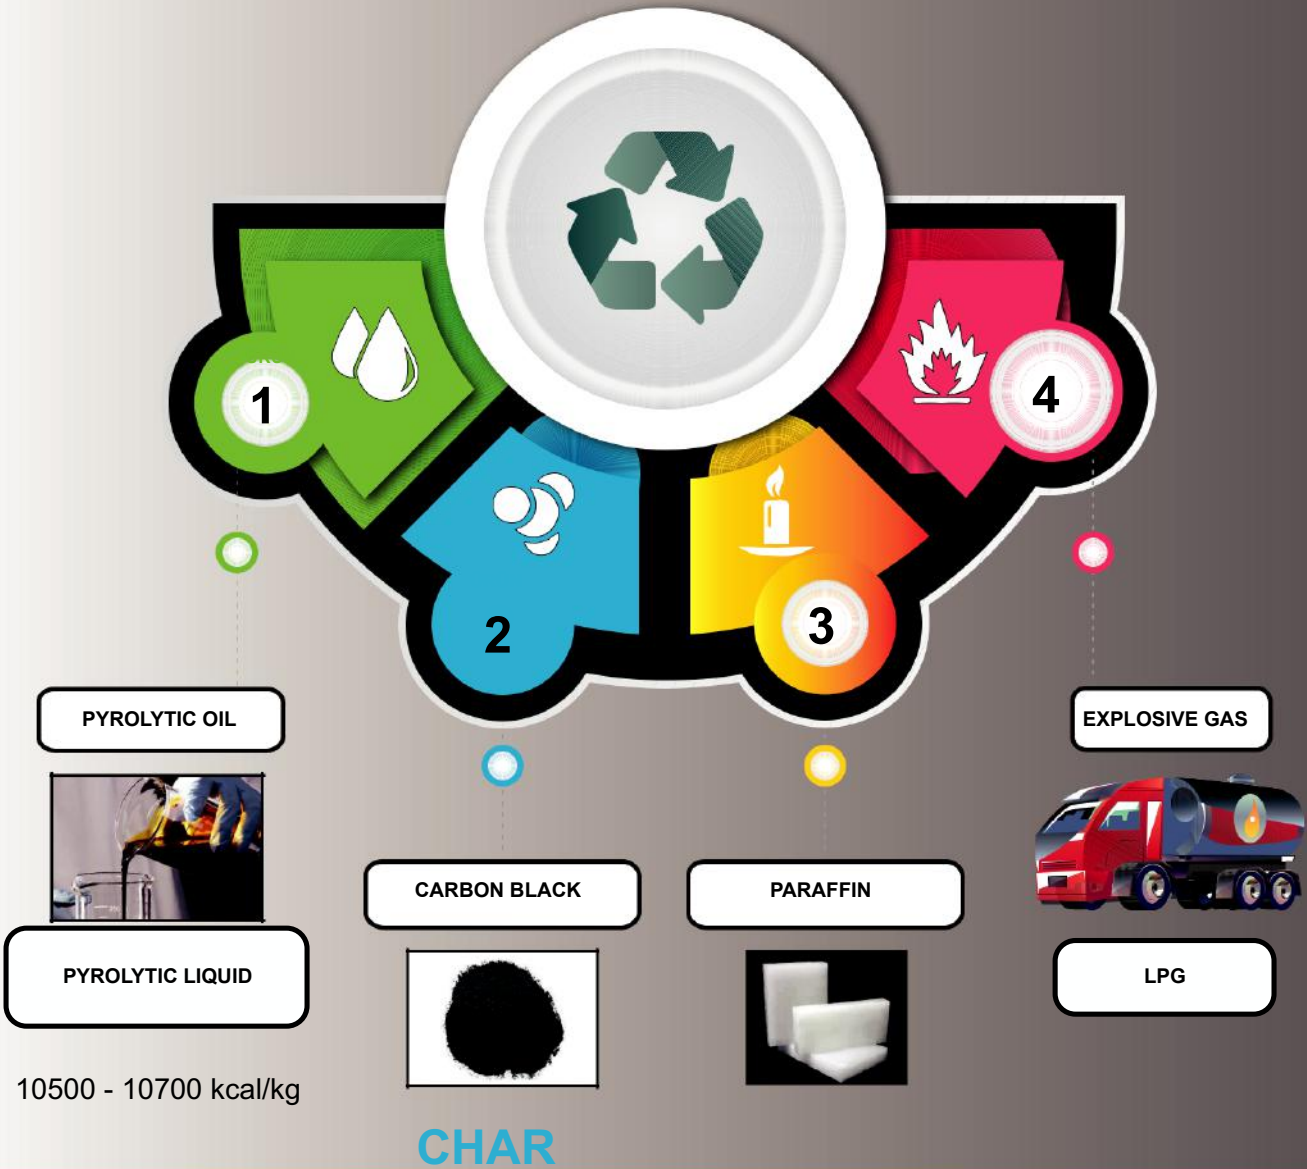 1
4
2
3
PYROLYTIC OIL
EXPLOSIVE GAS
CARBON BLACK
PARAFFIN
PYROLYTIC LIQUID
LPG
10500 - 10700 kcal/kg
CHAR